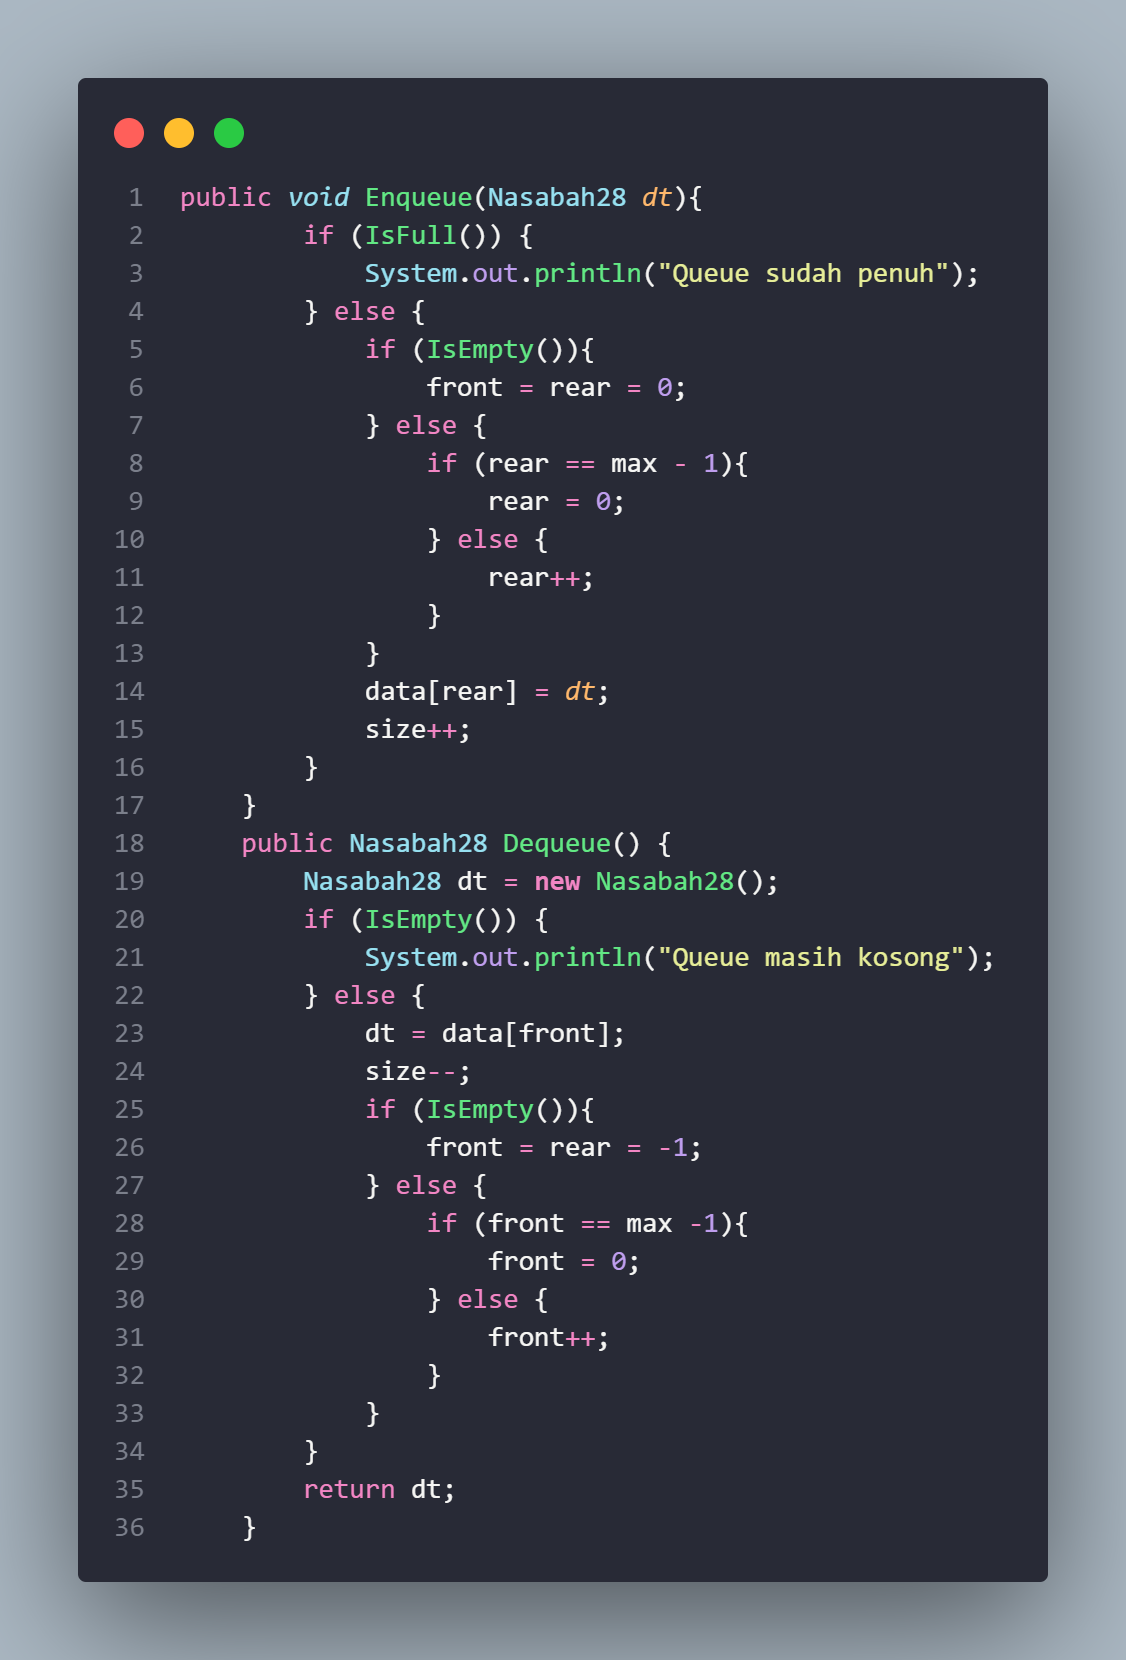 1 public void Enqueue(Nasabah28 dt){
2         if (IsFull()) {
3             System.out.println("Queue sudah penuh");
4         } else {
5             if (IsEmpty()){
6                 front = rear = 0;
7             } else {
8                 if (rear == max - 1){
9                     rear = 0;
10                 } else {
11                     rear++;
12                 }
13             }
14             data[rear] = dt;
15             size++;
16         }
17     }
18     public Nasabah28 Dequeue() {
19         Nasabah28 dt = new Nasabah28();
20         if (IsEmpty()) {
21             System.out.println("Queue masih kosong");
22         } else {
23             dt = data[front];
24             size--;
25             if (IsEmpty()){
26                 front = rear = -1;
27             } else {
28                 if (front == max -1){
29                     front = 0;
30                 } else {
31                     front++;
32                 }
33             }
34         }
35         return dt;
36     }